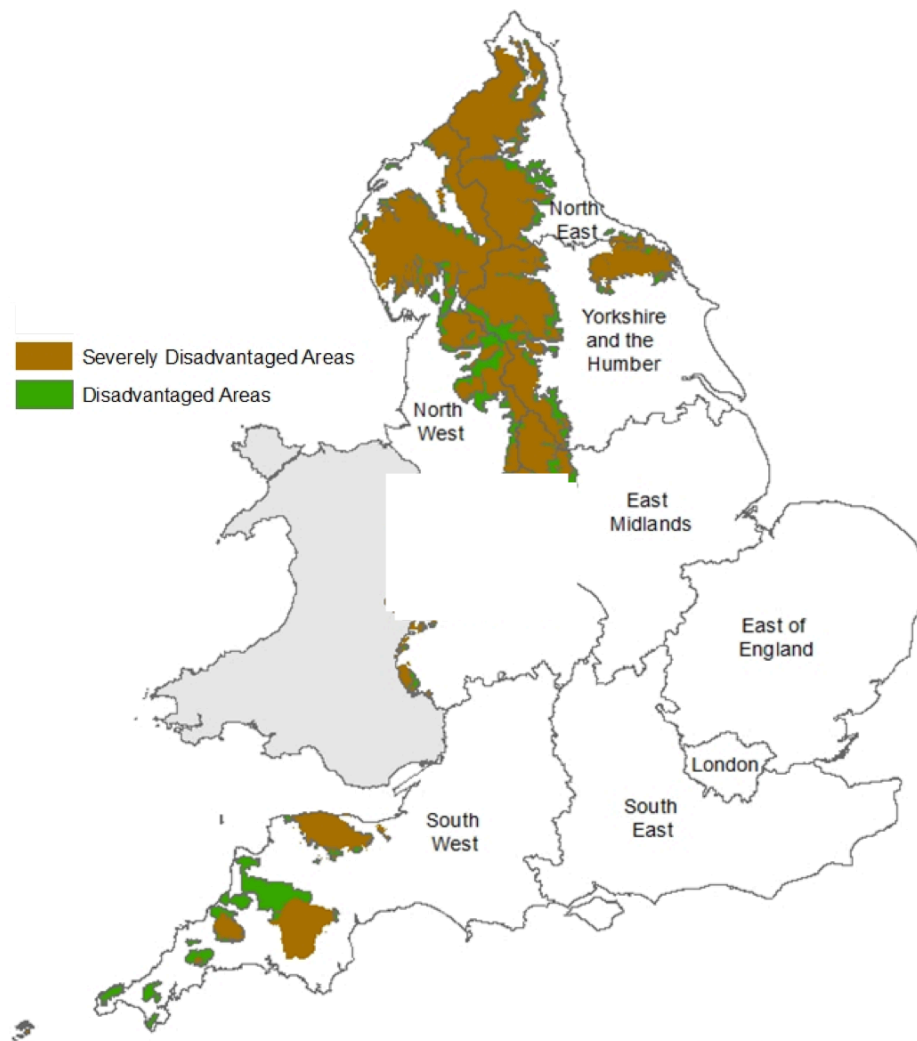 North
East
Yorkshire
and the
Humber
Severely Disadvantaged Areas
Disadvantaged Areas
North
West
East
Midlands
East of
England
London
South
East
South
West